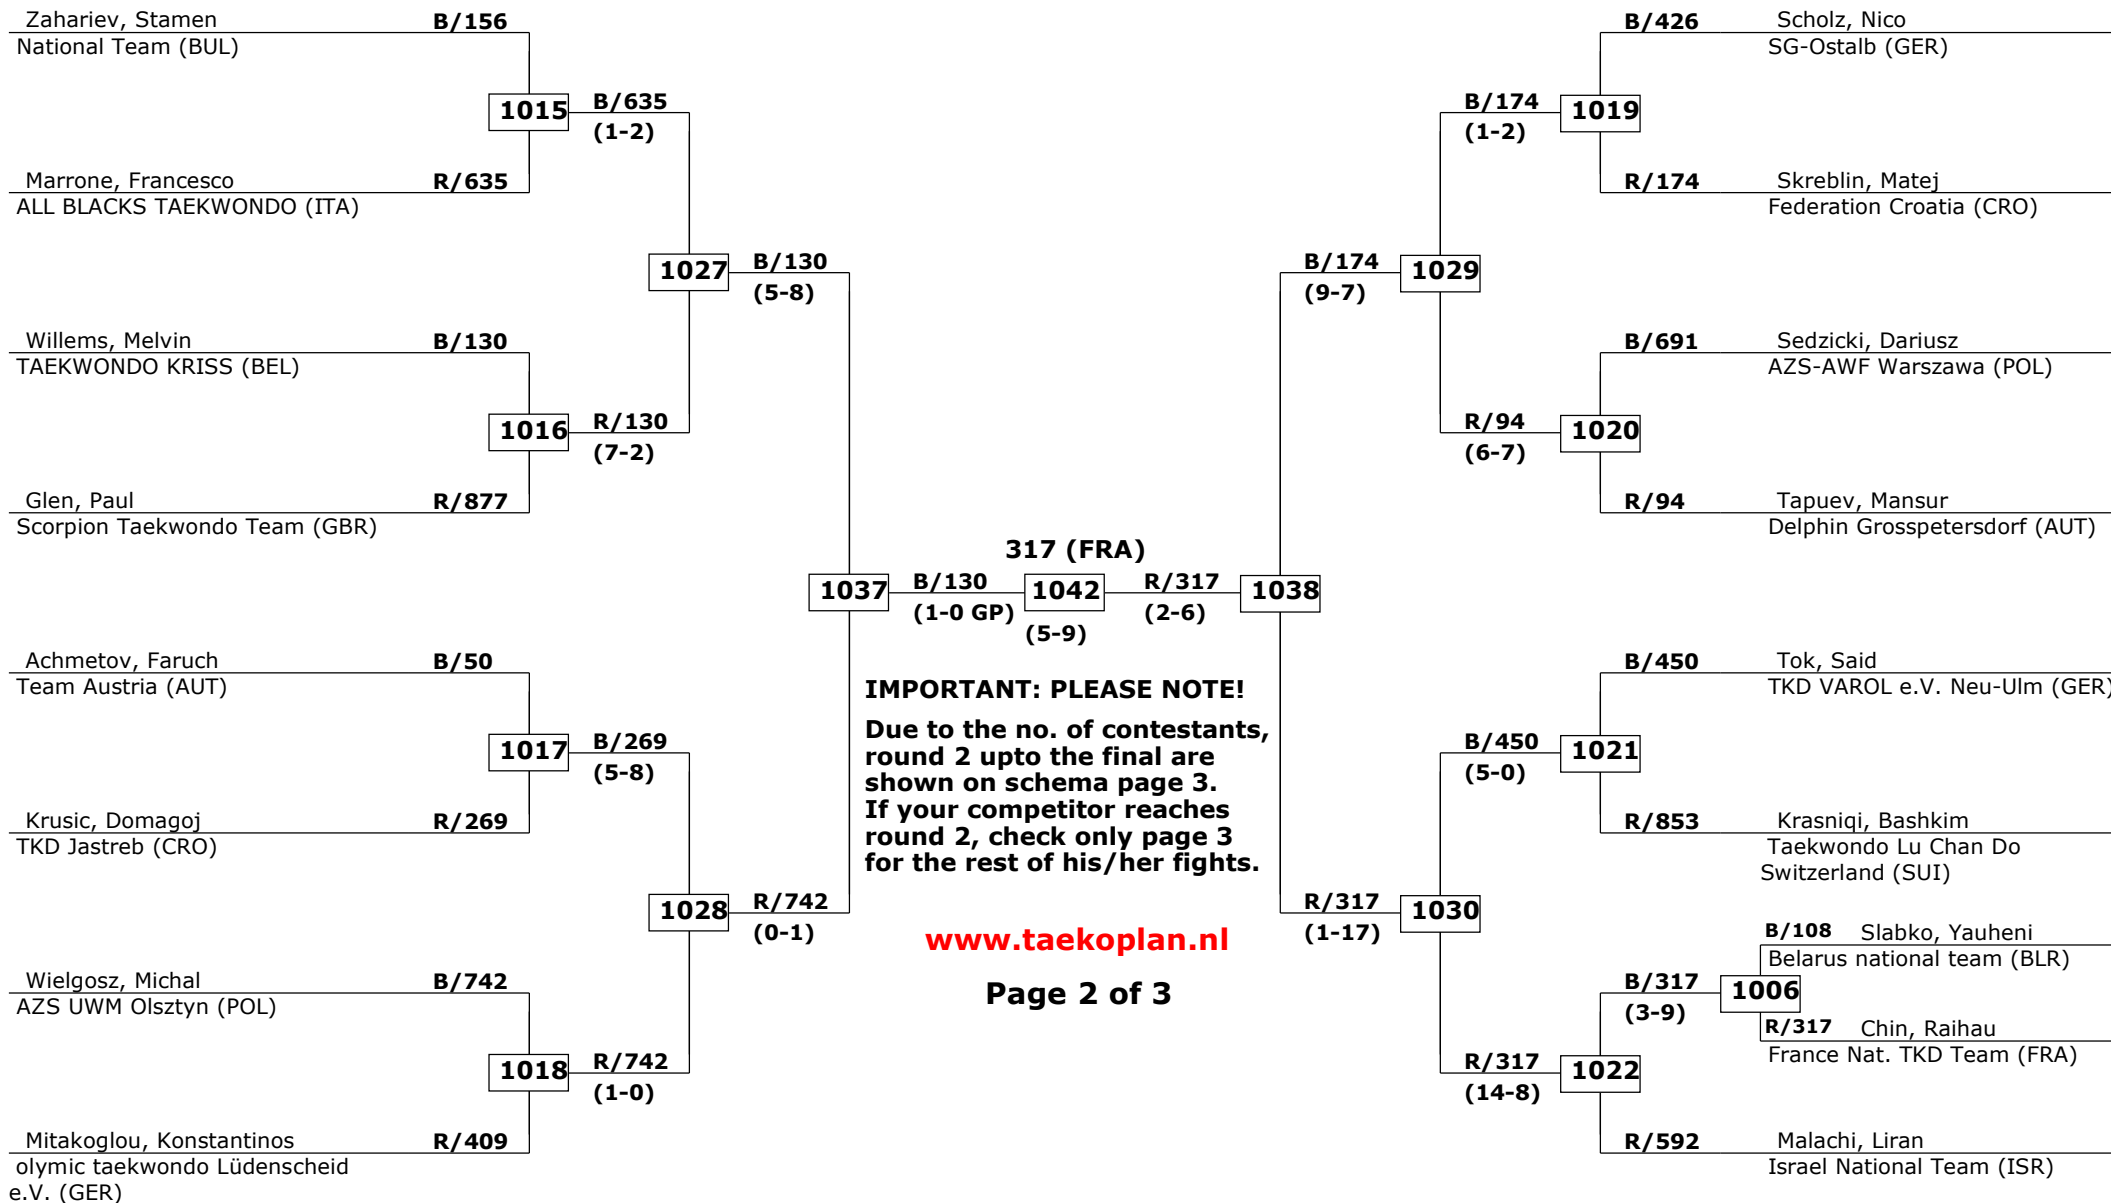 Zahariev, Stamen B/156
National Team (BUL)
1015
B/635
(1-2)
Marrone, Francesco R/635
ALL BLACKS TAEKWONDO (ITA)
1027
B/130
(5-8)
Willems, Melvin B/130
TAEKWONDO KRISS (BEL)
1016
R/130
(7-2)
Glen, Paul R/877
Scorpion Taekwondo Team (GBR)
1037
B/130
(1-0 GP)
Achmetov, Faruch B/50
Team Austria (AUT)
1017
B/269
(5-8)
Krusic, Domagoj R/269
TKD Jastreb (CRO)
1028
R/742
(0-1)
Wielgosz, Michal B/742
AZS UWM Olsztyn (POL)
1018
R/742
(1-0)
Mitakoglou, Konstantinos R/409
olymic taekwondo Lüdenscheid
e.V. (GER)
317 (FRA)
1042
(5-9)
IMPORTANT: PLEASE NOTE!
Due to the no. of contestants,
round 2 upto the final are
shown on schema page 3.
If your competitor reaches
round 2, check only page 3
for the rest of his/her fights.
www.taekoplan.nl
Page 2 of 3
B/426 Scholz, Nico
SG-Ostalb (GER)
B/174
(1-2)
1019
R/174 Skreblin, Matej
Federation Croatia (CRO)
B/174
(9-7)
1029
B/691 Sedzicki, Dariusz
AZS-AWF Warszawa (POL)
R/94
(6-7)
1020
R/94 Tapuev, Mansur
Delphin Grosspetersdorf (AUT)
R/317
(2-6)
1038
B/450 Tok, Said
TKD VAROL e.V. Neu-Ulm (GER)
B/450
(5-0)
1021
R/853 Krasniqi, Bashkim
Taekwondo Lu Chan Do
Switzerland (SUI)
R/317
(1-17)
1030
B/108 Slabko, Yauheni
Belarus national team (BLR)
B/317
(3-9)
1006
R/317 Chin, Raihau
France Nat. TKD Team (FRA)
R/317
(14-8)
1022
R/592 Malachi, Liran
Israel National Team (ISR)